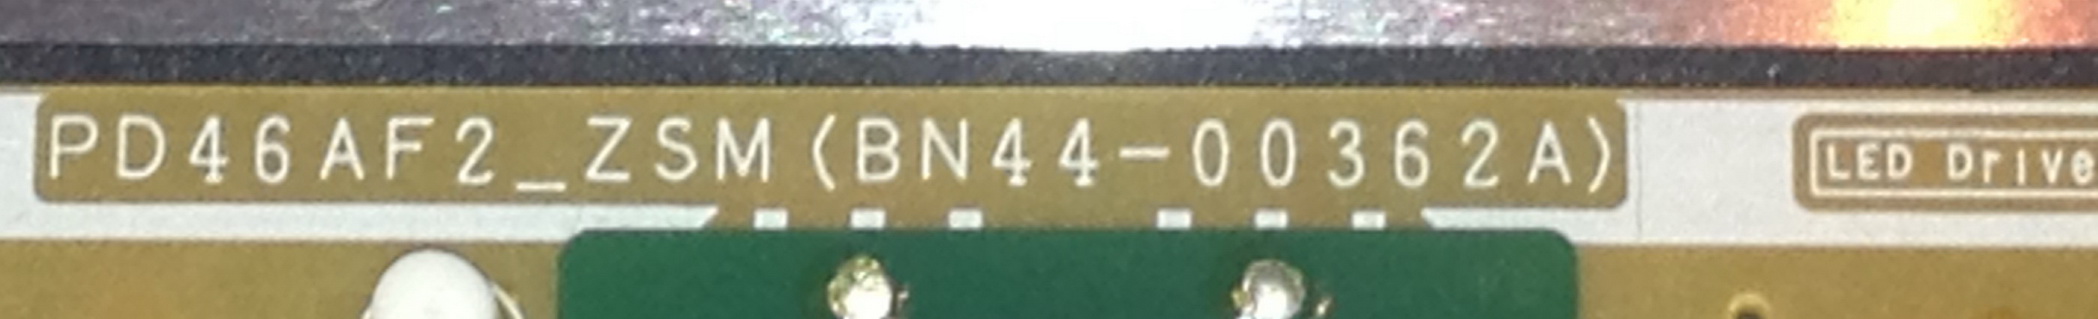 PD46AF2_ZSM(BN44-00362A)
LED Drive